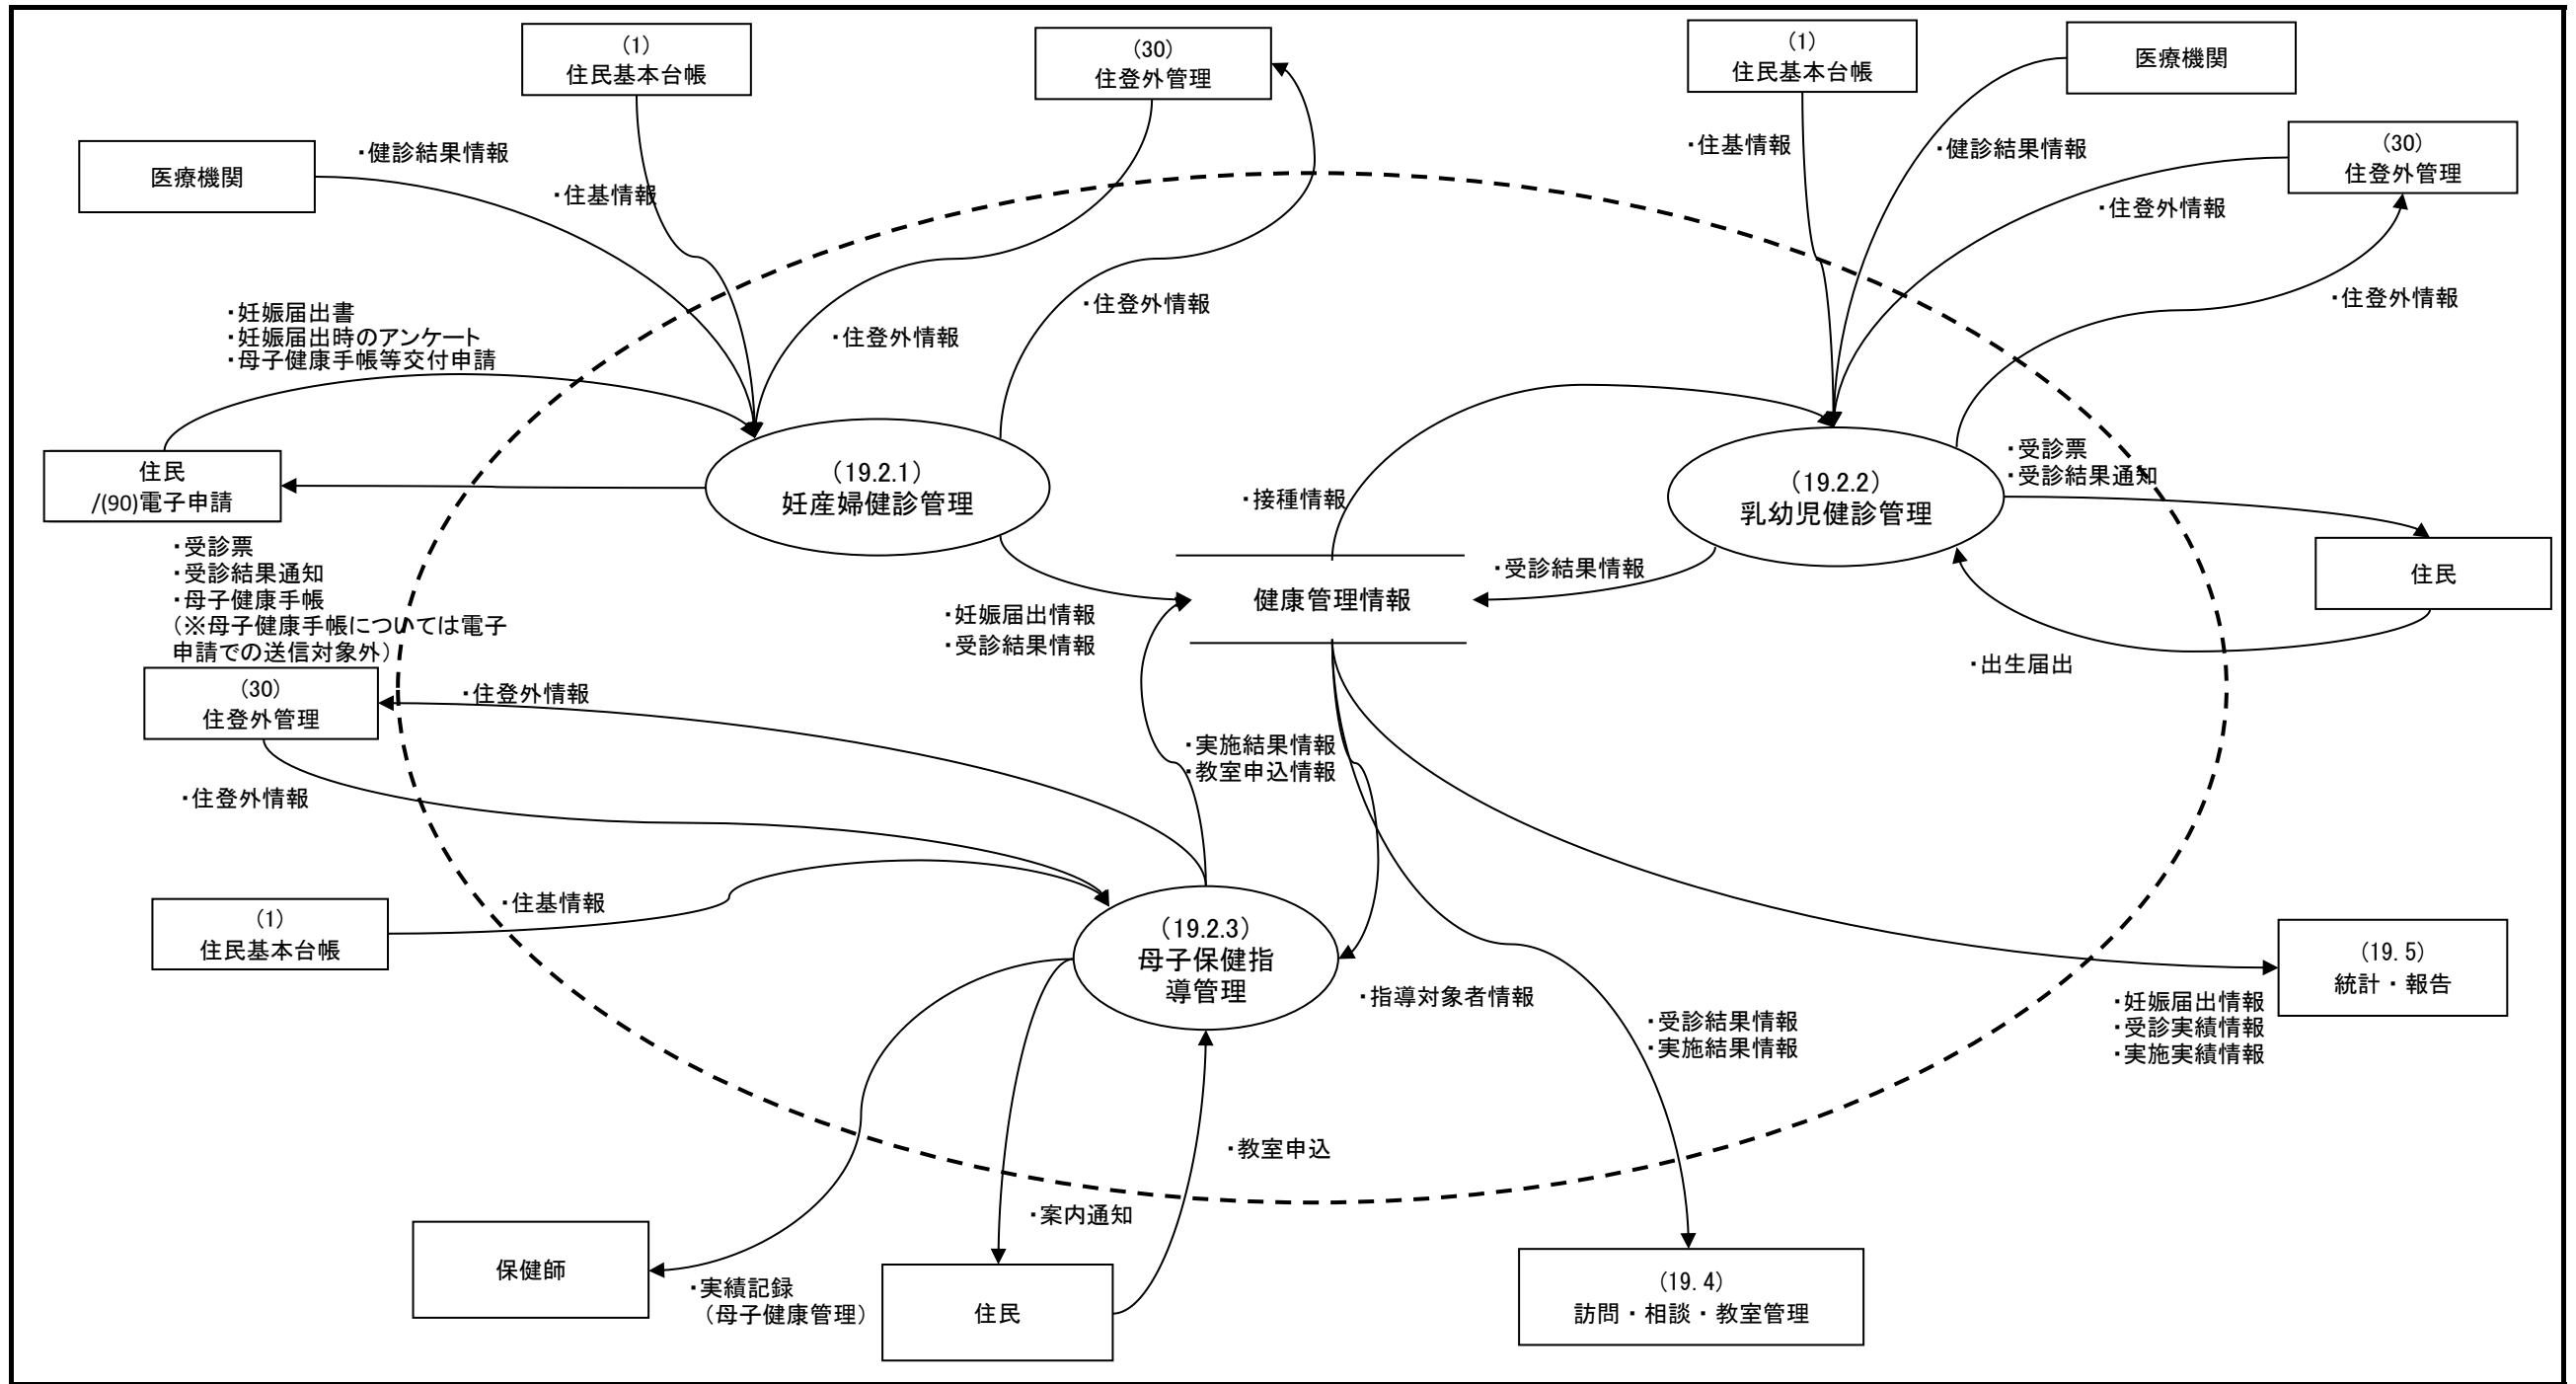 (1)
住民基本台帳
(30)
住登外管理
(1)
住民基本台帳
医療機関
医療機関
・健診結果情報
・住基情報
・住基情報
・健診結果情報
(30)
住登外管理
・住登外情報
・住登外情報
・住登外情報
・住登外情報
・妊娠届出書
・妊娠届出時のアンケート
・母子健康手帳等交付申請
住民
/(90)電子申請
(19.2.1)
妊産婦健診管理
・接種情報
(19.2.2)
乳幼児健診管理
・受診票
・受診結果通知
・受診票
・受診結果通知
・母子健康手帳
(※母子健康手帳については電子
申請での送信対象外)
・妊娠届出情報
・受診結果情報
健康管理情報
・受診結果情報
住民
・出生届出
(30)
住登外管理
・住登外情報
・住登外情報
・実施結果情報
・教室申込情報
(1)
住民基本台帳
・住基情報
(19.2.3)
母子保健指
導管理
・指導対象者情報
・受診結果情報
・実施結果情報
(19.5)
統計・報告
・妊娠届出情報
・受診実績情報
・実施実績情報
・教室申込
・案内通知
保健師
・実績記録
(母子健康管理)
住民
(19.4)
訪問・相談・教室管理